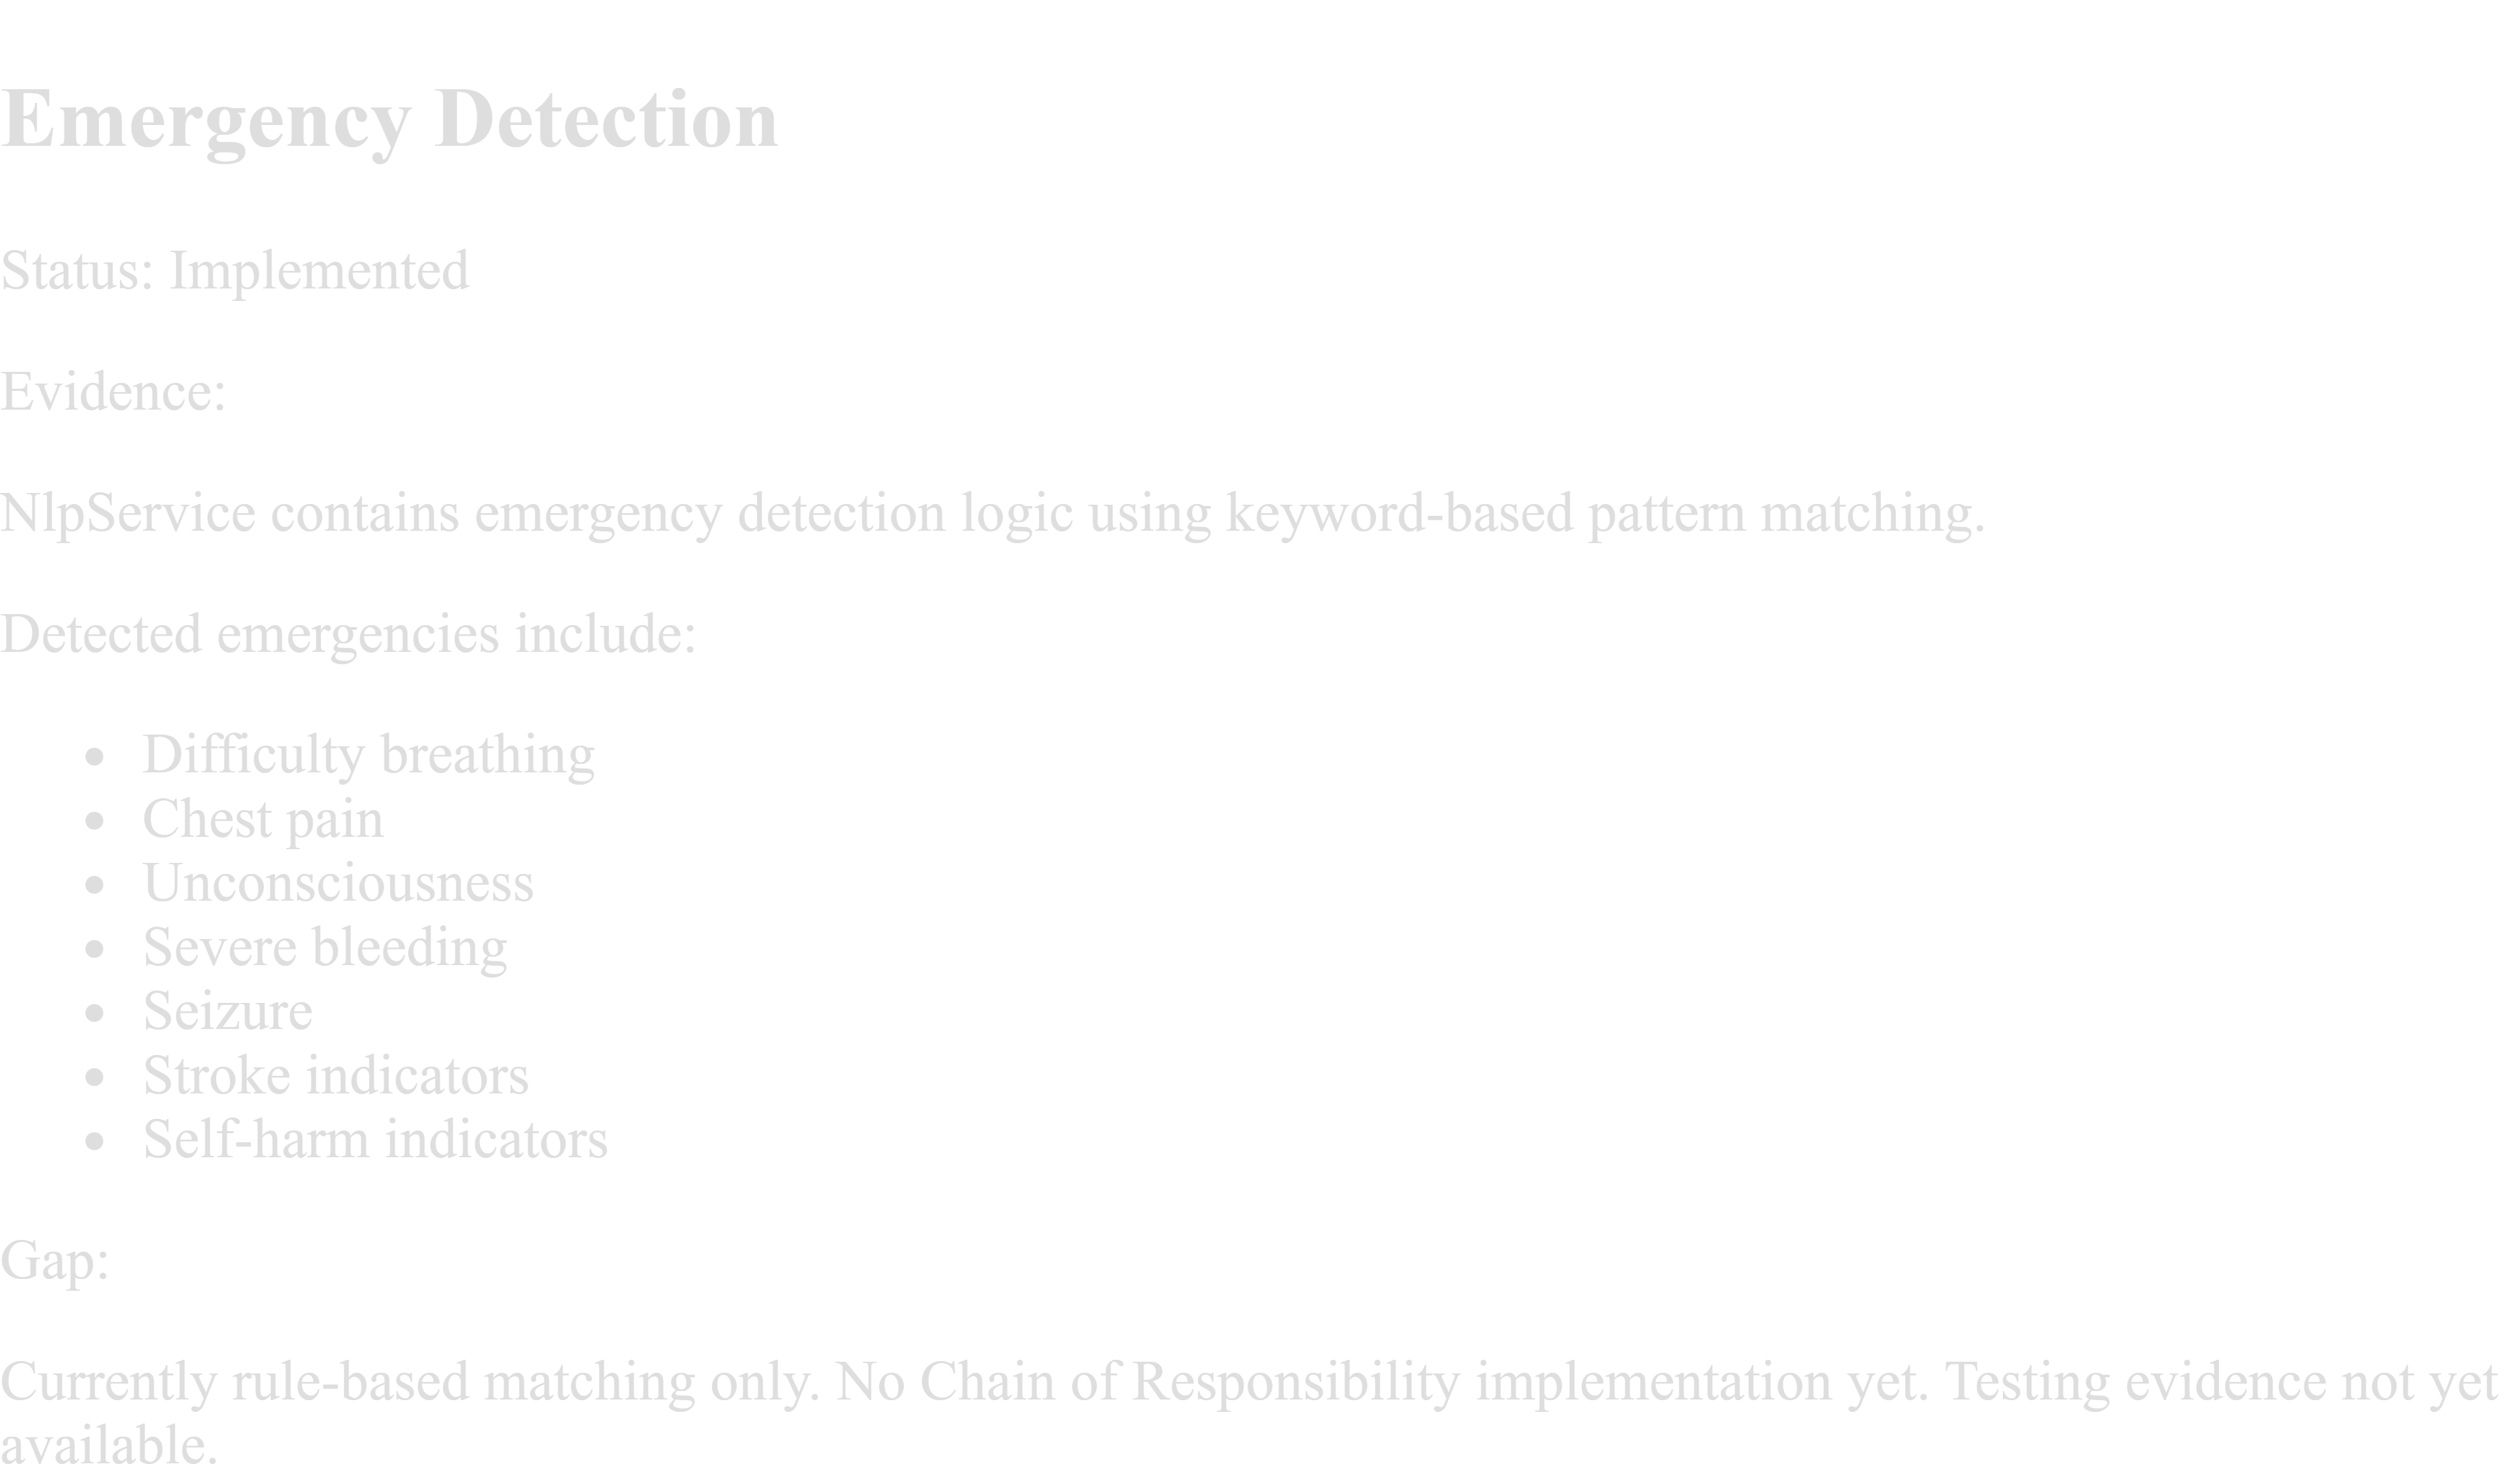 Emergency Detection
Status: Implemented
Evidence:
NlpService contains emergency detection logic using keyword-based pattern matching.
Detected emergencies include:
● Difficulty breathing
● Chest pain
● Unconsciousness
● Severe bleeding
● Seizure
● Stroke indicators
● Self-harm indicators
Gap:
Currently rule-based matching only. No Chain of Responsibility implementation yet. Testing evidence not yet
available.